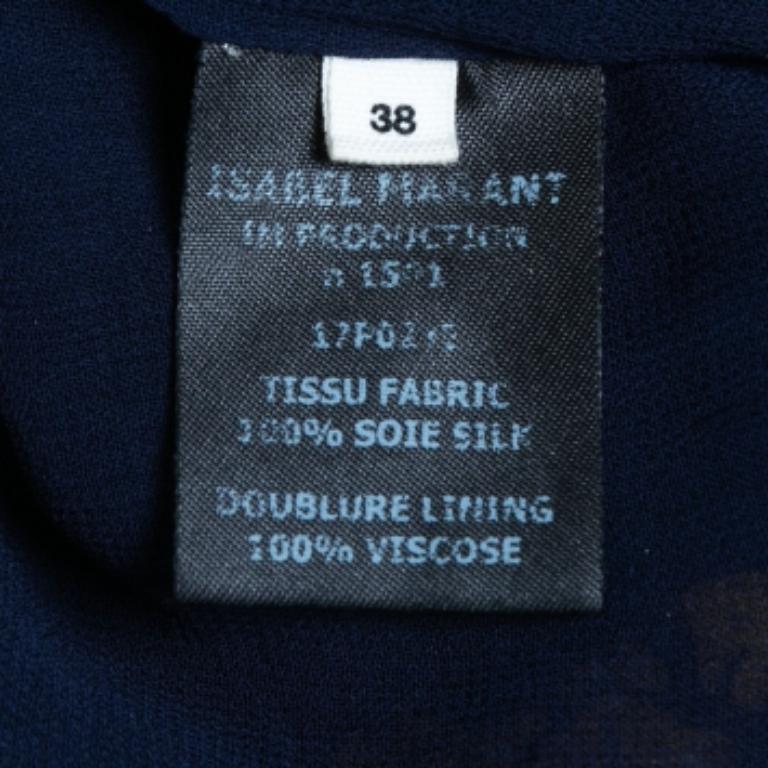 38
ISABEL MARANT
IN PRODUCTION
TISSU FABRIC
100% SOIE SILK
DOUBLURE LINING
100% VISCOSE